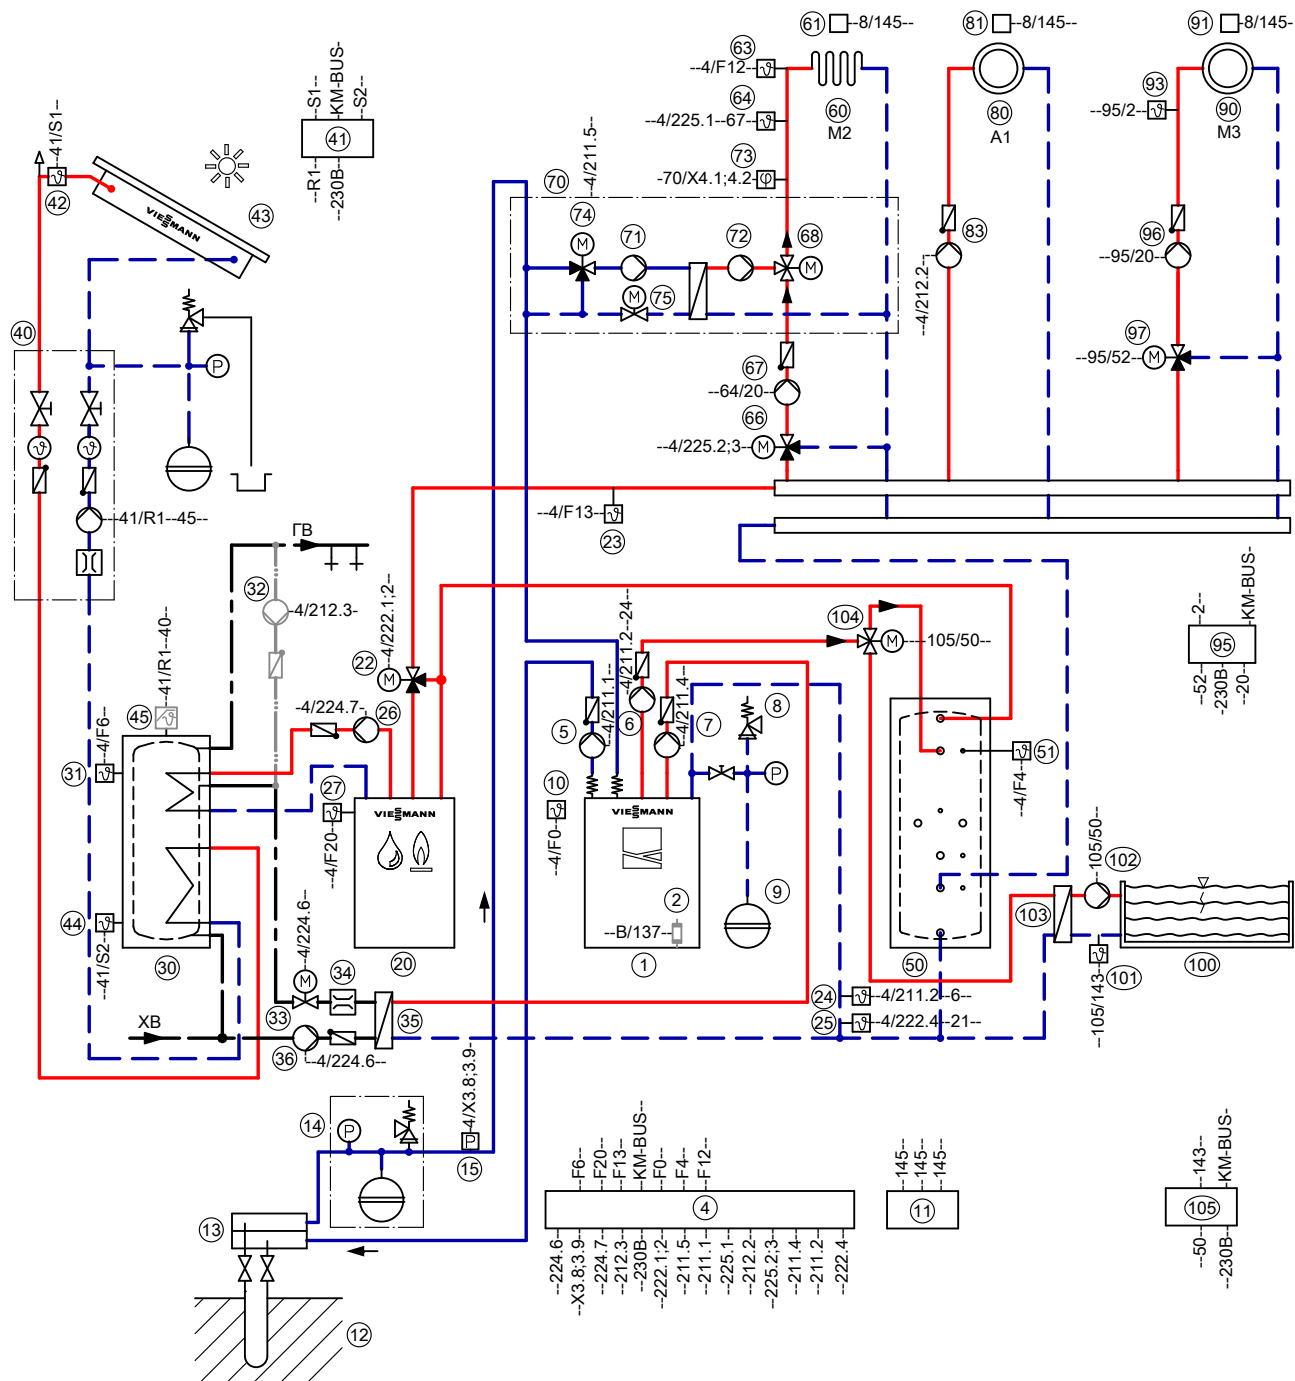 61
--8/145--
81
--8/145--
91
-8/145-
63
--4/F12--
64
--4/225.1--67--
60
M2
80
A1
93
--95/2--
90
M3
73
-70/X4.1;4.2--
--S1--
KM-BUS-
--S2--
41
--R1--
--230B--
--41/S1--
42
VIESSMANN
43
70
--4/211.5--
74
M
71
72
68
M
M
75
83
--4/212.2--
96
--95/20--
97
--95/52--
M
40
P
67
--64/20--
66
--4/225.2;3--
M
--41/R1--45--
--4/F13--
23
ГВ
32
-4/212.3-
--41/R1--40--
45
22
M
--4/222.1;2--
--4/224.7-
26
5
--4/211.1--
--4/211.2--24--
6
--4/211.4--
7
8
P
104
M
---105/50--
--2--
KM-BUS-
95
--52--
-230B--
--20--
31
--4/F6--
27
--4/F20--
10
--4/F0--
VIESSMANN
VIESSMANN
51
--4/F4--
44
--41/S2--
30
20
2
--B/137--
1
9
50
--105/50--
102
103
101
--105/143--
100
M
--4/224.6--
33
34
35
ХВ
36
--4/224.6--
24
--4/211.2--6--
25
--4/222.4--21--
14
P
P
--4/X3.8;3.9-
15
13
12
--F6--
--F20--
--F13--
--KM-BUS--
--F0--
--F4--
--F12--
4
--224.6
--X3.8;3.9
--224.7
--212.3
--230B
--222.1;2
--211.5
--211.1
--225.1
--212.2
--225.2;3
--211.4
--211.2
--222.4
--145--
--145--
--145--
11
--143--
KM-BUS-
105
--50--
--230B--